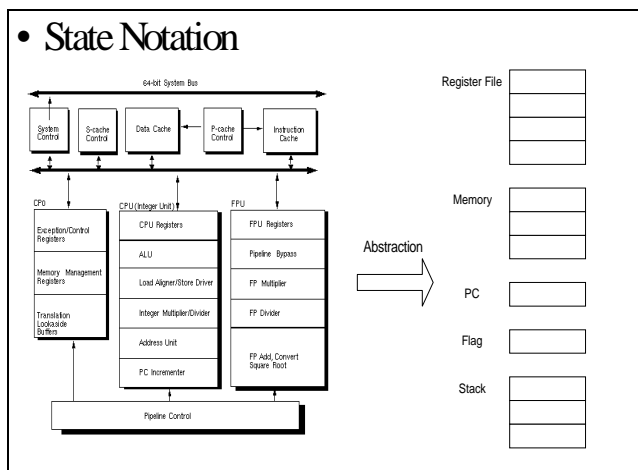 • State Notation
64-bit System Bus
System
Control
S-cache
Control
Data Cache
P-cache
Control
Instruction
Cache
CP0
Exception/Control
Registers
Memory Management
Registers
Translation
Lookaside
Buffers
CPU (Integer Unit)
CPU Registers
ALU
Load Aligner/Store Driver
Integer Multiplier/Divider
Address Unit
PC Incrementer
FPU
FPU Registers
Pipeline Bypass
FP Multiplier
FP Divider
FP Add, Convert
Square Root
Pipeline Control
Abstraction
Register File
Memory
PC
Flag
Stack